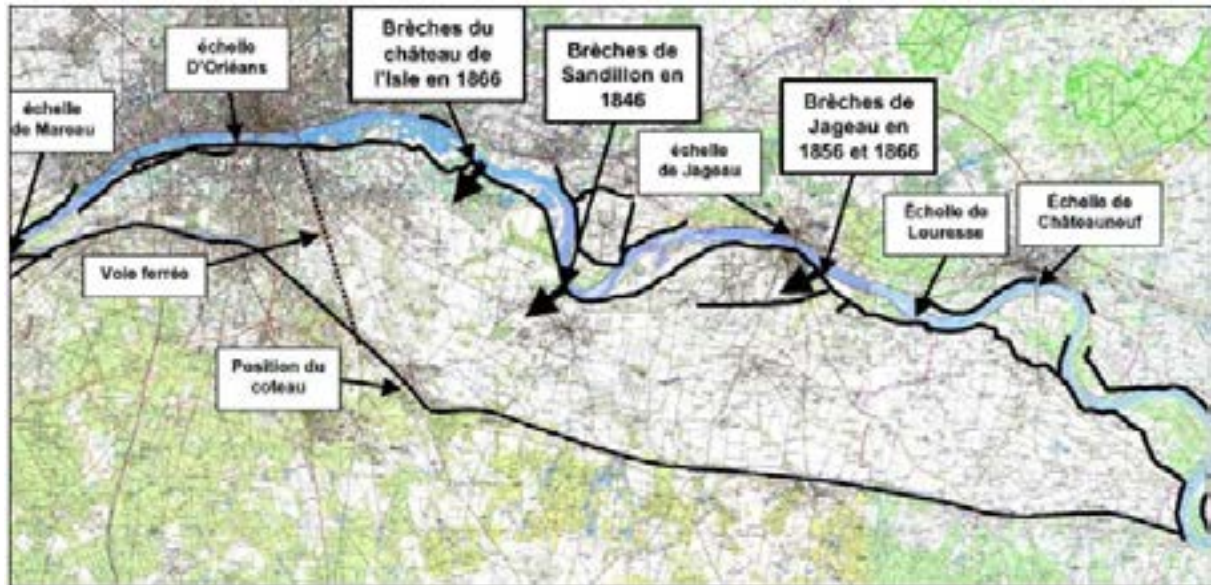 échelle
D'Orléans
Brèches du
château de
l'Isle en 1866
Brèches de
Sandillon en
1846
Brèches de
Jageau en
1856 et 1866
échelle
de Mareau
échelle
de Jageau
Échelle de
Louresse
Échelle de
Châteauneuf
Voie ferrée
Position du
coteau